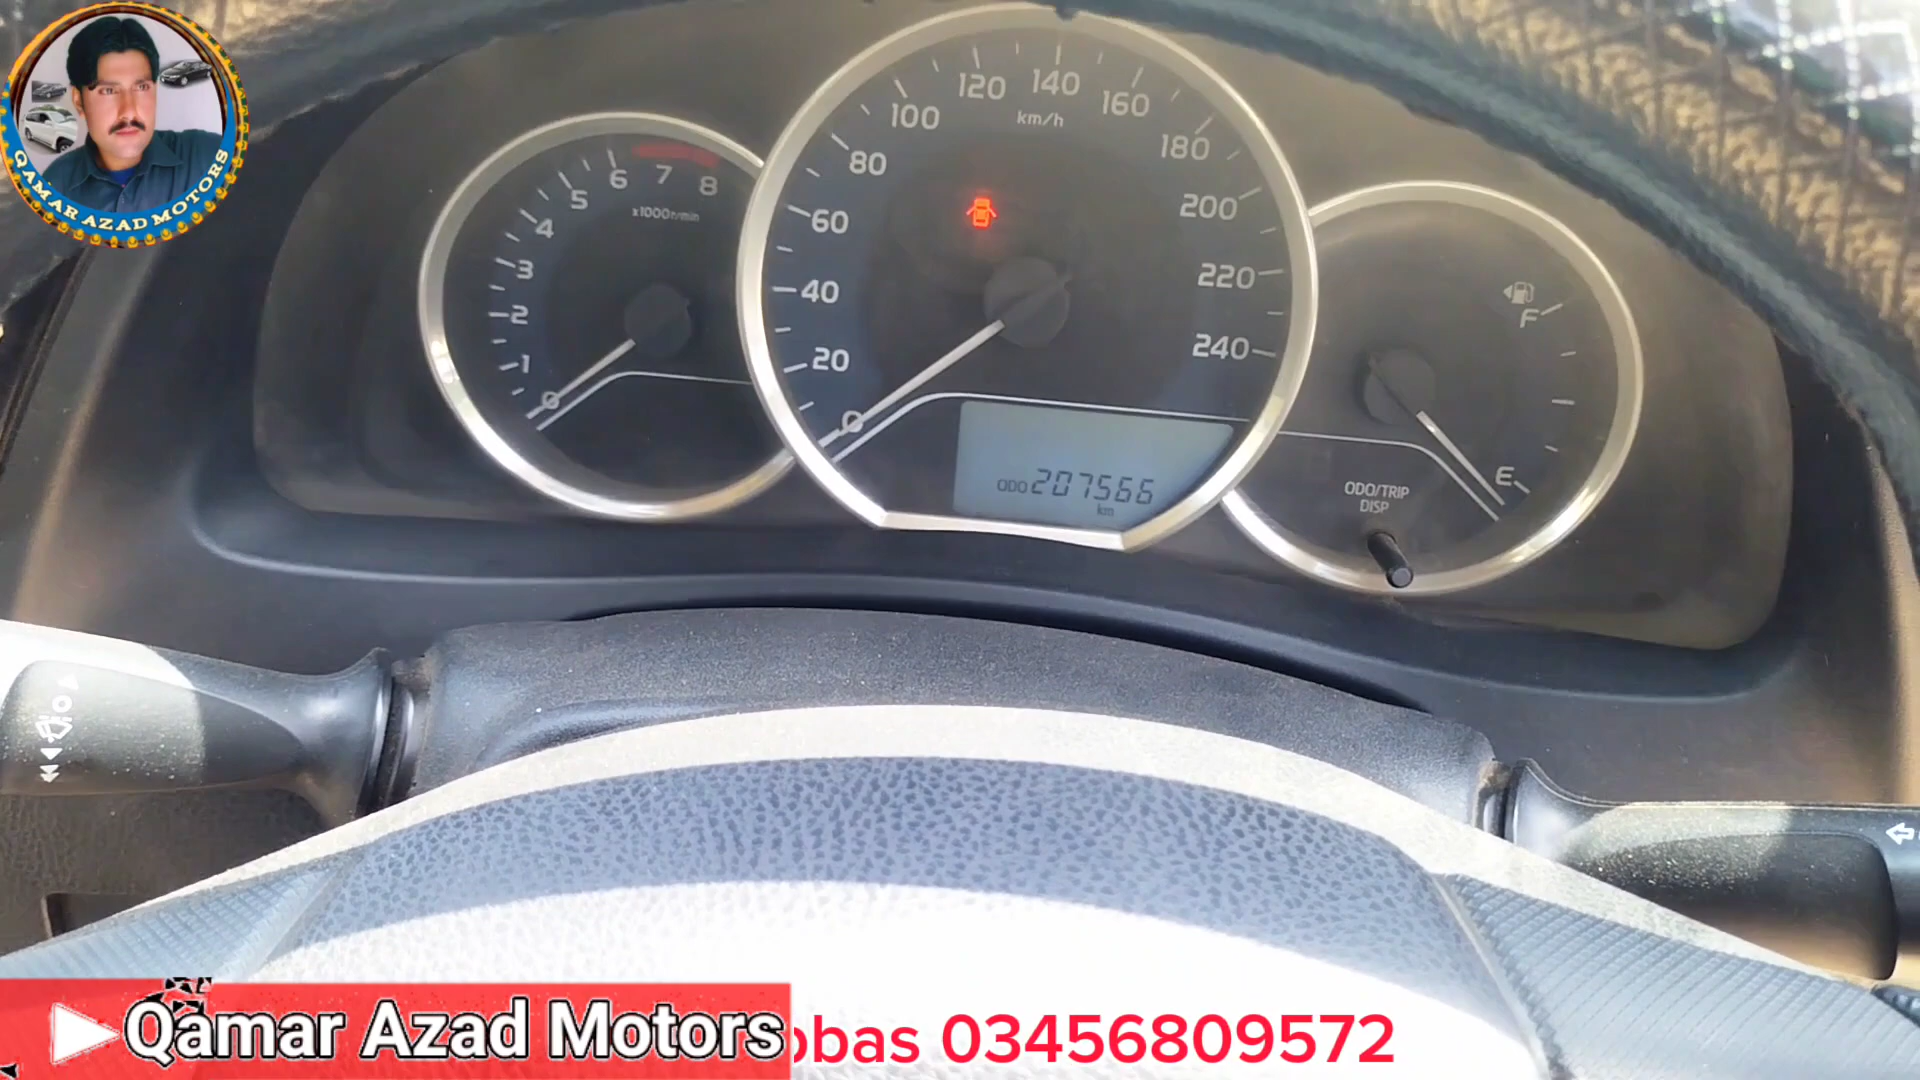 QAMAR AZAD MOTORS
0 1 2 3 4 5 6 7 8
x1000r/min
0 20 40 60 80 100 120 140 160 180 200 220 240
km/h
ODO 207566
km
F
E
ODO/TRIP
DISP
Qamar Azad Motors
bbas 03456809572